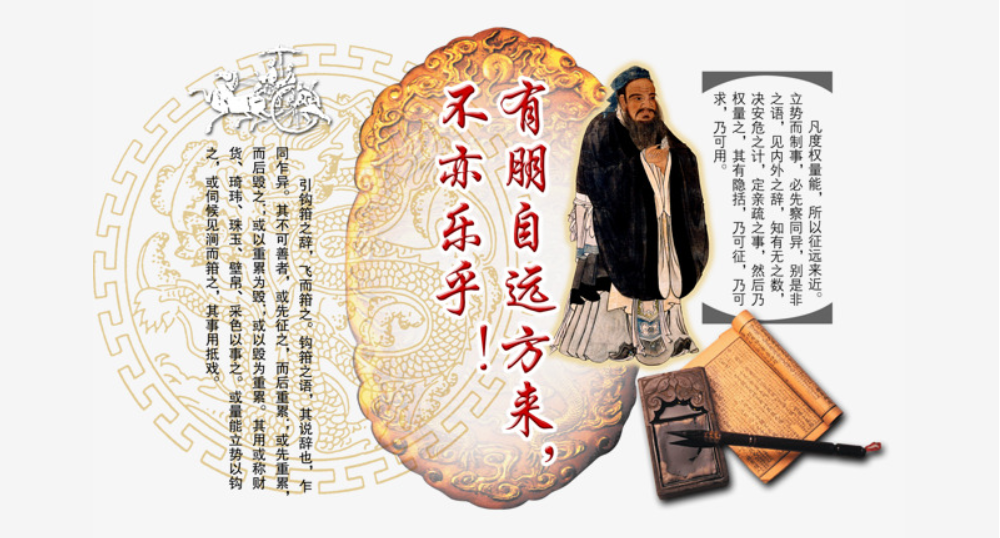 凡度权量能，所以征远来近。
立势而制事，必先察同异，别是非
之语，见内外之辞，知有无之数，
决安危之计，定亲疏之事，然后乃
权量之，其有隐括，乃可征，乃可
求，乃可用。
有朋自远方来，
不亦乐乎！
引钩箝之辞，飞而箝之。钩箝之语，其说辞也，乍
同乍异。其不可善者，或先征之，而后重累；或先重累，
而后毁之；或以重累为毁；或以毁为重累。其用或称财
货、琦玮、珠玉、璧帛、采色以事之。或量能立势以钩
之，或伺候见涧而箝之，其事用抵戏。